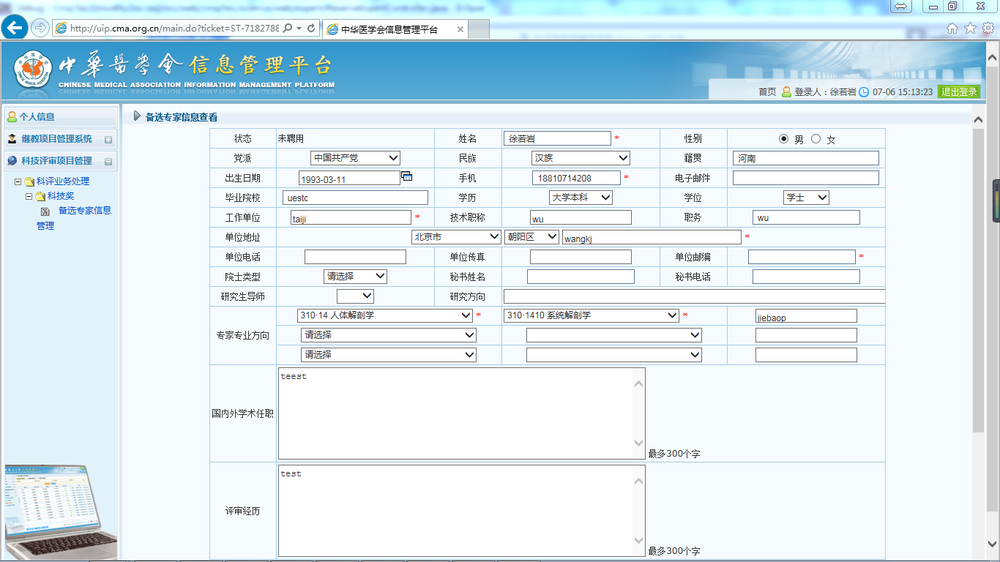 http://uip.cma.org.cn/main.do?ticket=ST-7182788
中华医学会信息管理平台
中华医学会信息管理平台
CHINESE MEDICAL ASSOCIATION INFORMATION MANAGEMENT PLATFORM
首页 登录人：徐若岩 07-06 15:13:23 退出登录
个人信息
继教项目管理系统
科技评审项目管理
科评业务处理
科技奖
备选专家信息
管理
备选专家信息查看
状态 未聘用 姓名 徐若岩 * 性别 男 女
党派 中国共产党 民族 汉族 籍贯 河南
出生日期 1993-03-11 手机 18810714208 * 电子邮件
毕业院校 uestc 学历 大学本科 学位 学士
工作单位 taiji * 技术职称 wu 职务 wu
单位地址 北京市 朝阳区 wangkj *
单位电话 单位传真 单位邮编 *
院士类型 请选择 秘书姓名 秘书电话
研究生导师 研究方向
专家专业方向 310·14 人体解剖学 * 310·1410 系统解剖学 * jiebaop
请选择
请选择
国内外学术任职 teest
最多300个字
评审经历 test
最多300个字